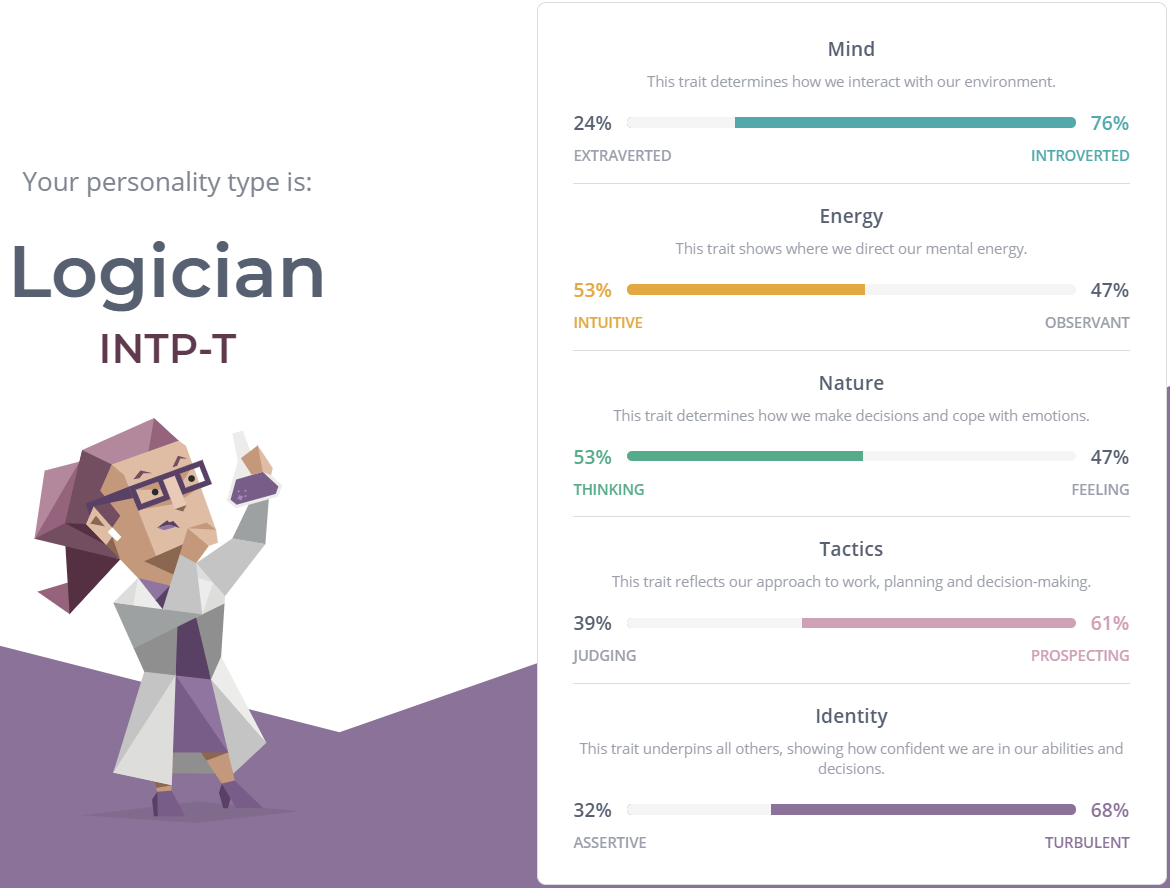 Your personality type is:
Logician
INTP-T
Mind
This trait determines how we interact with our environment.
24% 76%
EXTRAVERTED INTROVERTED
Energy
This trait shows where we direct our mental energy.
53% 47%
INTUITIVE OBSERVANT
Nature
This trait determines how we make decisions and cope with emotions.
53% 47%
THINKING FEELING
Tactics
This trait reflects our approach to work, planning and decision-making.
39% 61%
JUDGING PROSPECTING
Identity
This trait underpins all others, showing how confident we are in our abilities and
decisions.
32% 68%
ASSERTIVE TURBULENT